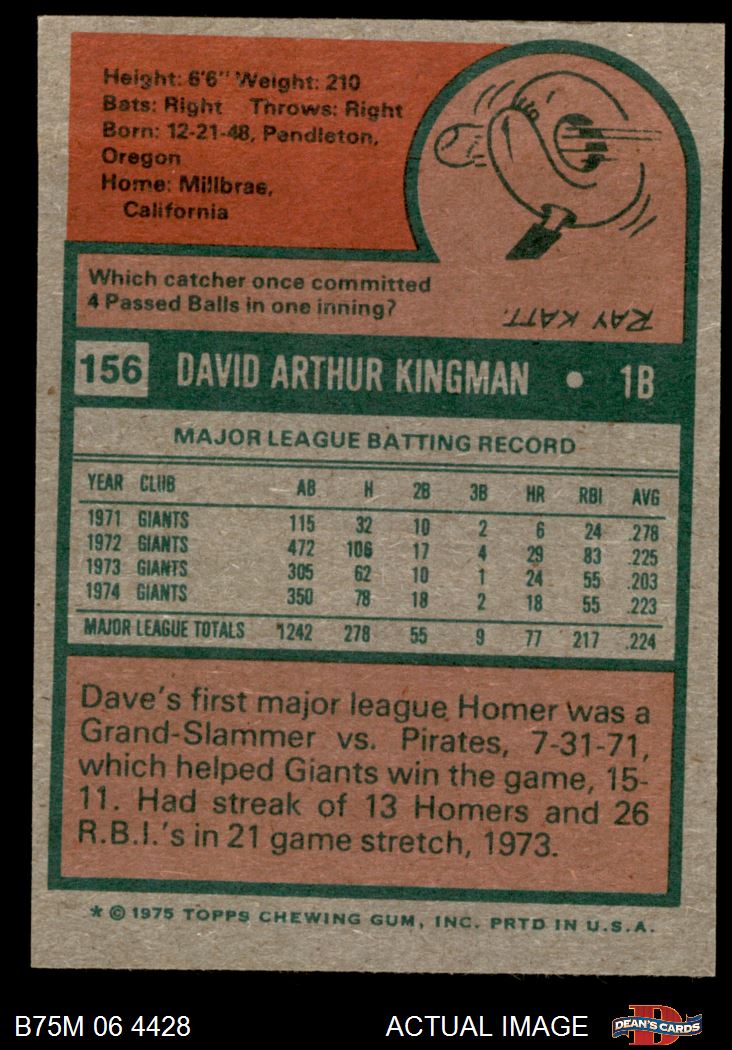 Height: 6'6" Weight: 210
Bats: Right Throws: Right
Born: 12-21-48, Pendleton,
Oregon
Home: Millbrae,
California
Which catcher once committed
4 Passed Balls in one inning?
RAY KATT.
156 DAVID ARTHUR KINGMAN • 1B
MAJOR LEAGUE BATTING RECORD
YEAR CLUB AB H 2B 3B HR RBI AVG
1971 GIANTS 115 32 10 2 6 24 .278
1972 GIANTS 472 106 17 4 29 83 .225
1973 GIANTS 305 62 10 1 24 55 .203
1974 GIANTS 350 78 18 2 18 55 .223
MAJOR LEAGUE TOTALS 1242 278 55 9 77 217 .224
Dave's first major league Homer was a
Grand-Slammer vs. Pirates, 7-31-71,
which helped Giants win the game, 15-
11. Had streak of 13 Homers and 26
R.B.I.'s in 21 game stretch, 1973.
* © 1975 TOPPS CHEWING GUM, INC. PRTD IN U.S.A.
B75M 06 4428 ACTUAL IMAGE DEAN'S CARDS